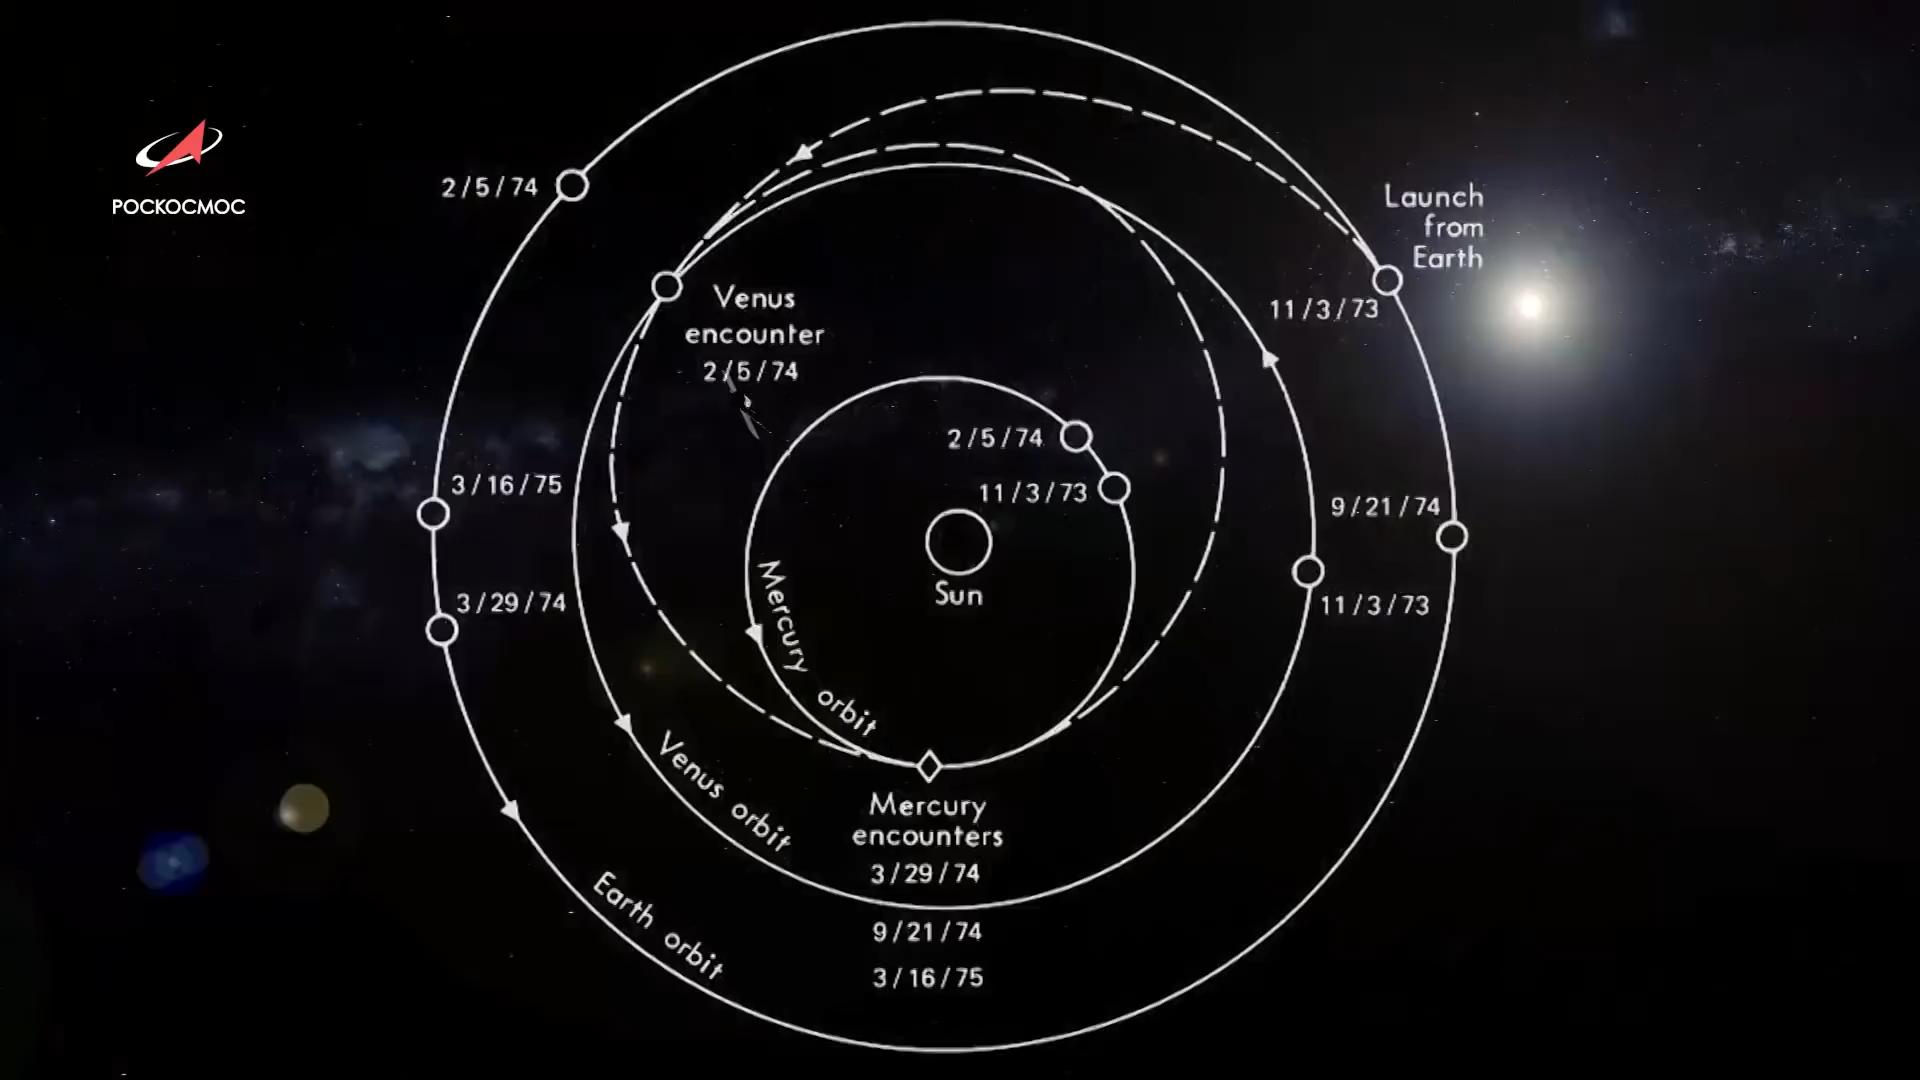 РОСКОСМОС
2/5/74
Launch
from
Earth
11/3/73
Venus
encounter
2/5/74
2/5/74
11/3/73
3/16/75
9/21/74
3/29/74
11/3/73
Sun
Mercury orbit
Venus orbit
Mercury
encounters
3/29/74
9/21/74
3/16/75
Earth orbit